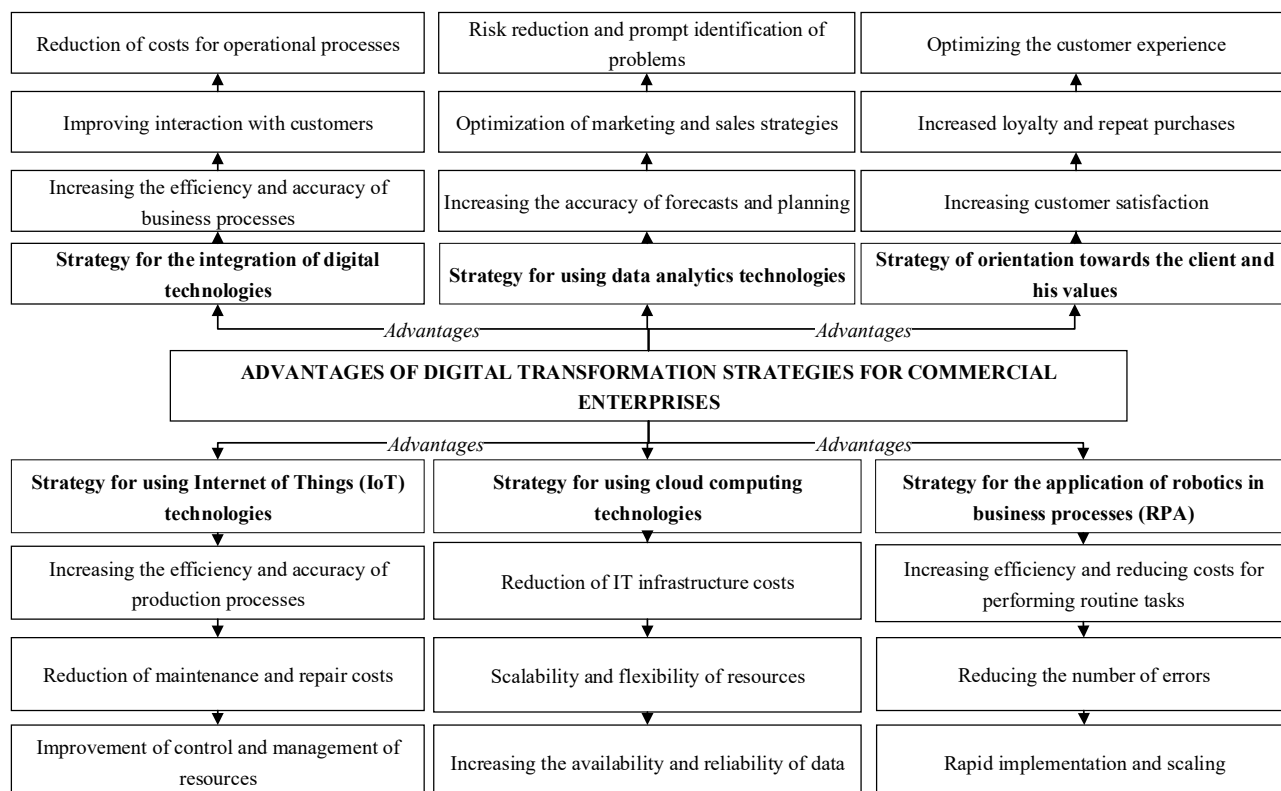 Reduction of costs for operational processes
Risk reduction and prompt identification of
problems
Optimizing the customer experience
Improving interaction with customers
Optimization of marketing and sales strategies
Increased loyalty and repeat purchases
Increasing the efficiency and accuracy of
business processes
Increasing the accuracy of forecasts and planning
Increasing customer satisfaction
Strategy for the integration of digital
technologies
Strategy for using data analytics technologies
Strategy of orientation towards the client and
his values
Advantages
Advantages
ADVANTAGES OF DIGITAL TRANSFORMATION STRATEGIES FOR COMMERCIAL
ENTERPRISES
Advantages
Advantages
Strategy for using Internet of Things (IoT)
technologies
Strategy for using cloud computing
technologies
Strategy for the application of robotics in
business processes (RPA)
Increasing the efficiency and accuracy of
production processes
Reduction of IT infrastructure costs
Increasing efficiency and reducing costs for
performing routine tasks
Reduction of maintenance and repair costs
Scalability and flexibility of resources
Reducing the number of errors
Improvement of control and management of
resources
Increasing the availability and reliability of data
Rapid implementation and scaling